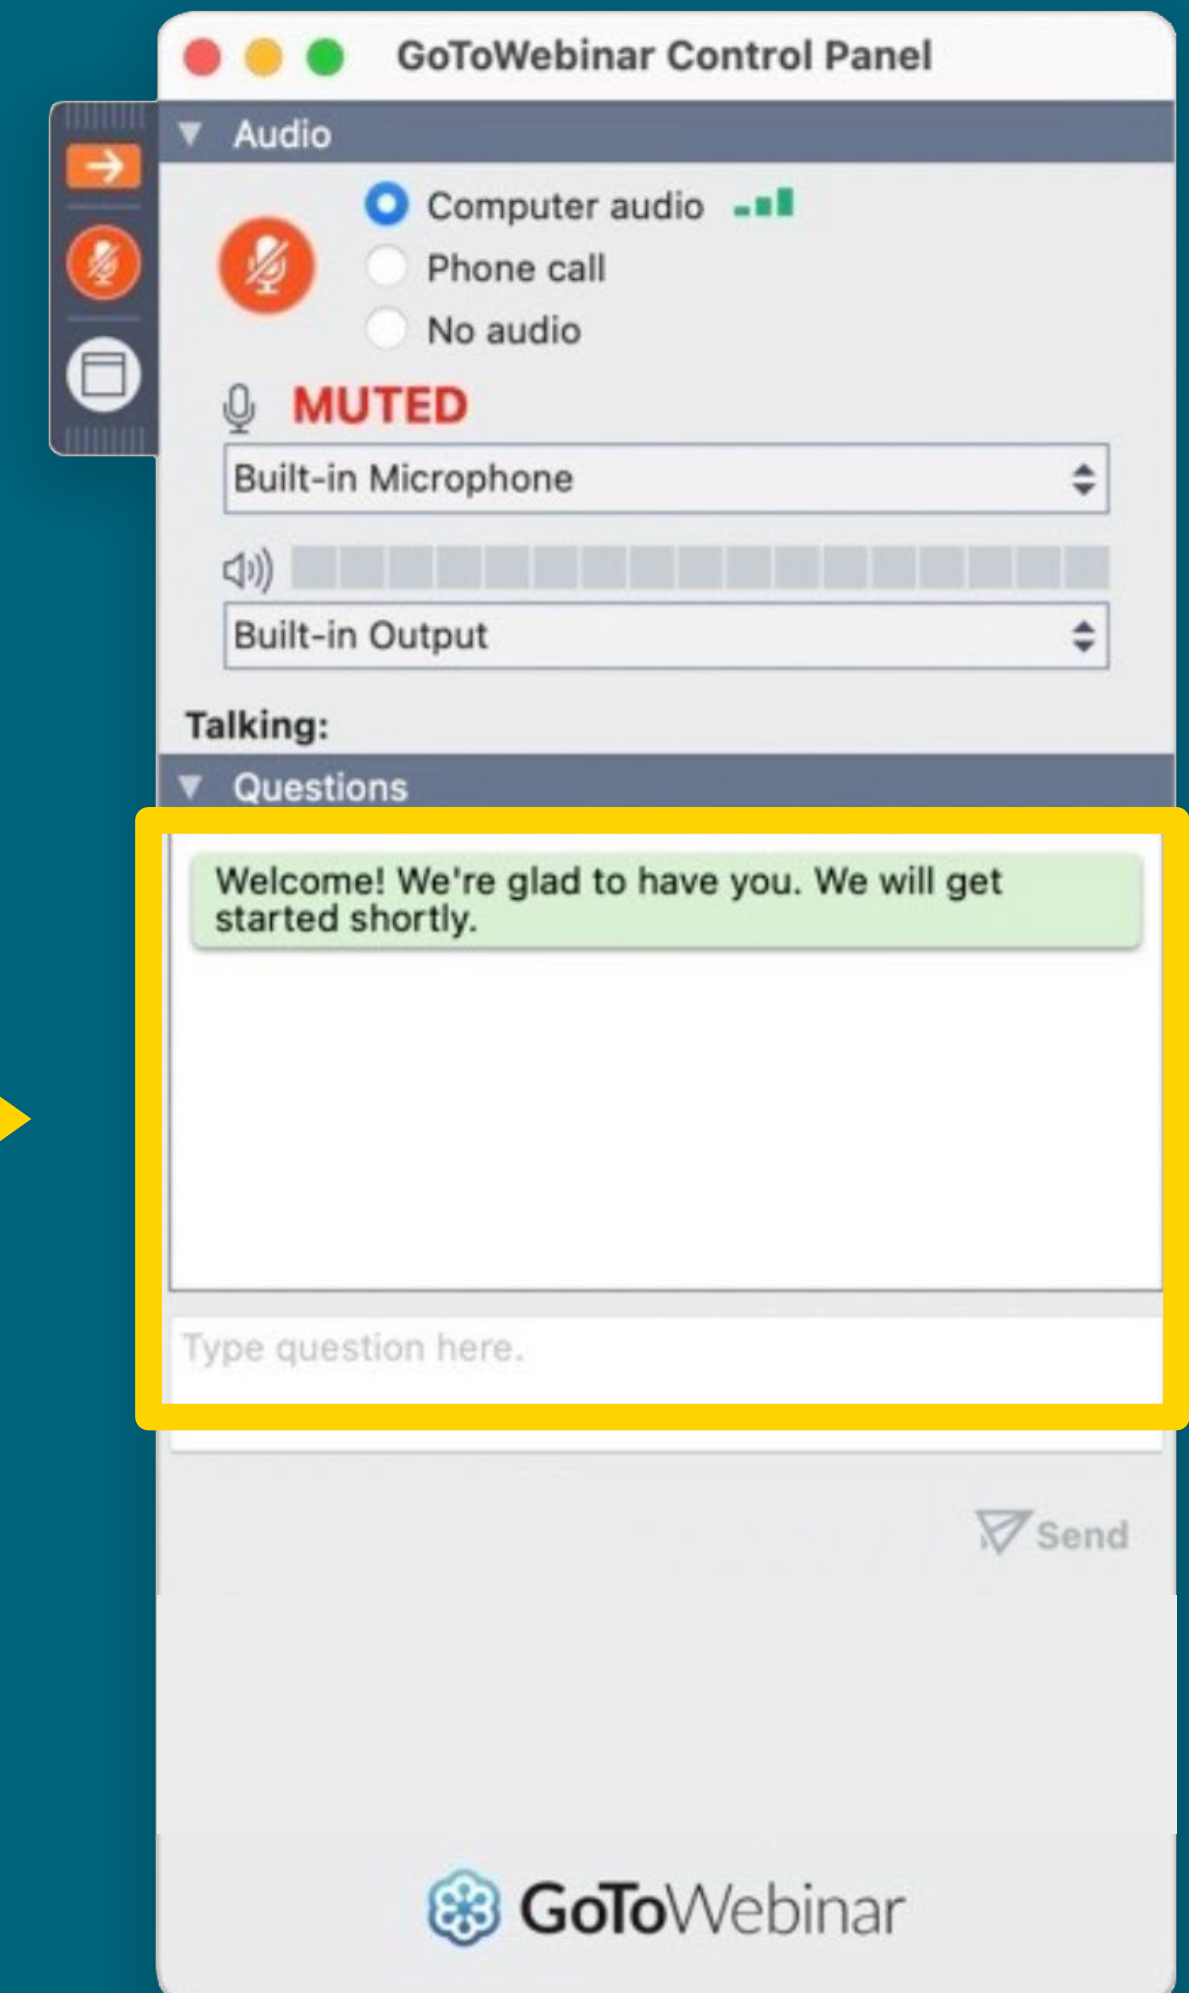 GoToWebinar Control Panel
Audio
Computer audio
Phone call
No audio
MUTED
Built-in Microphone
Built-in Output
Talking:
Questions
Welcome! We're glad to have you. We will get
started shortly.
Type question here.
Send
GoToWebinar